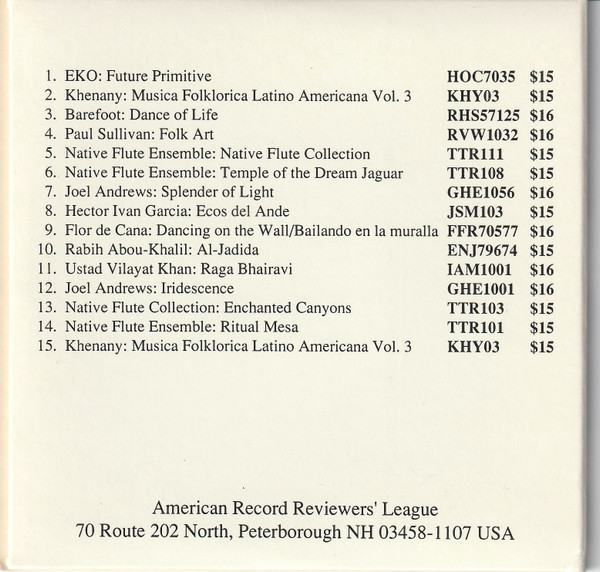 1. EKO: Future Primitive HOC7035 $15
2. Khenany: Musica Folklorica Latino Americana Vol. 3 KHY03 $15
3. Barefoot: Dance of Life RHS57125 $16
4. Paul Sullivan: Folk Art RVW1032 $16
5. Native Flute Ensemble: Native Flute Collection TTR111 $15
6. Native Flute Ensemble: Temple of the Dream Jaguar TTR108 $15
7. Joel Andrews: Splendor of Light GHE1056 $16
8. Hector Ivan Garcia: Ecos del Ande JSM103 $15
9. Flor de Cana: Dancing on the Wall/Bailando en la muralla FFR70577 $16
10. Rabih Abou-Khalil: Al-Jadida ENJ79674 $15
11. Ustad Vilayat Khan: Raga Bhairavi IAM1001 $16
12. Joel Andrews: Iridescence GHE1001 $16
13. Native Flute Collection: Enchanted Canyons TTR103 $15
14. Native Flute Ensemble: Ritual Mesa TTR101 $15
15. Khenany: Musica Folklorica Latino Americana Vol. 3 KHY03 $15
American Record Reviewers' League
70 Route 202 North, Peterborough NH 03458-1107 USA